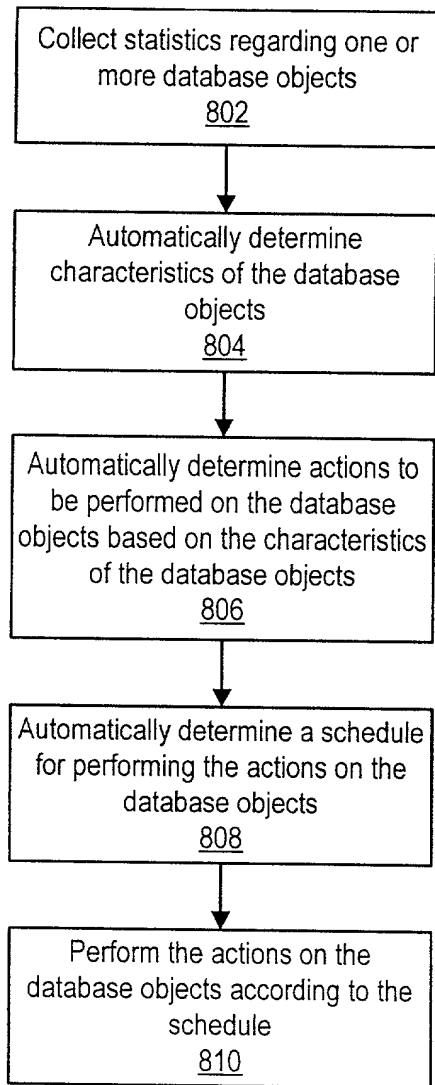 Collect statistics regarding one or
more database objects
802
Automatically determine
characteristics of the database
objects
804
Automatically determine actions to
be performed on the database
objects based on the characteristics
of the database objects
806
Automatically determine a schedule
for performing the actions on the
database objects
808
Perform the actions on the
database objects according to the
schedule
810